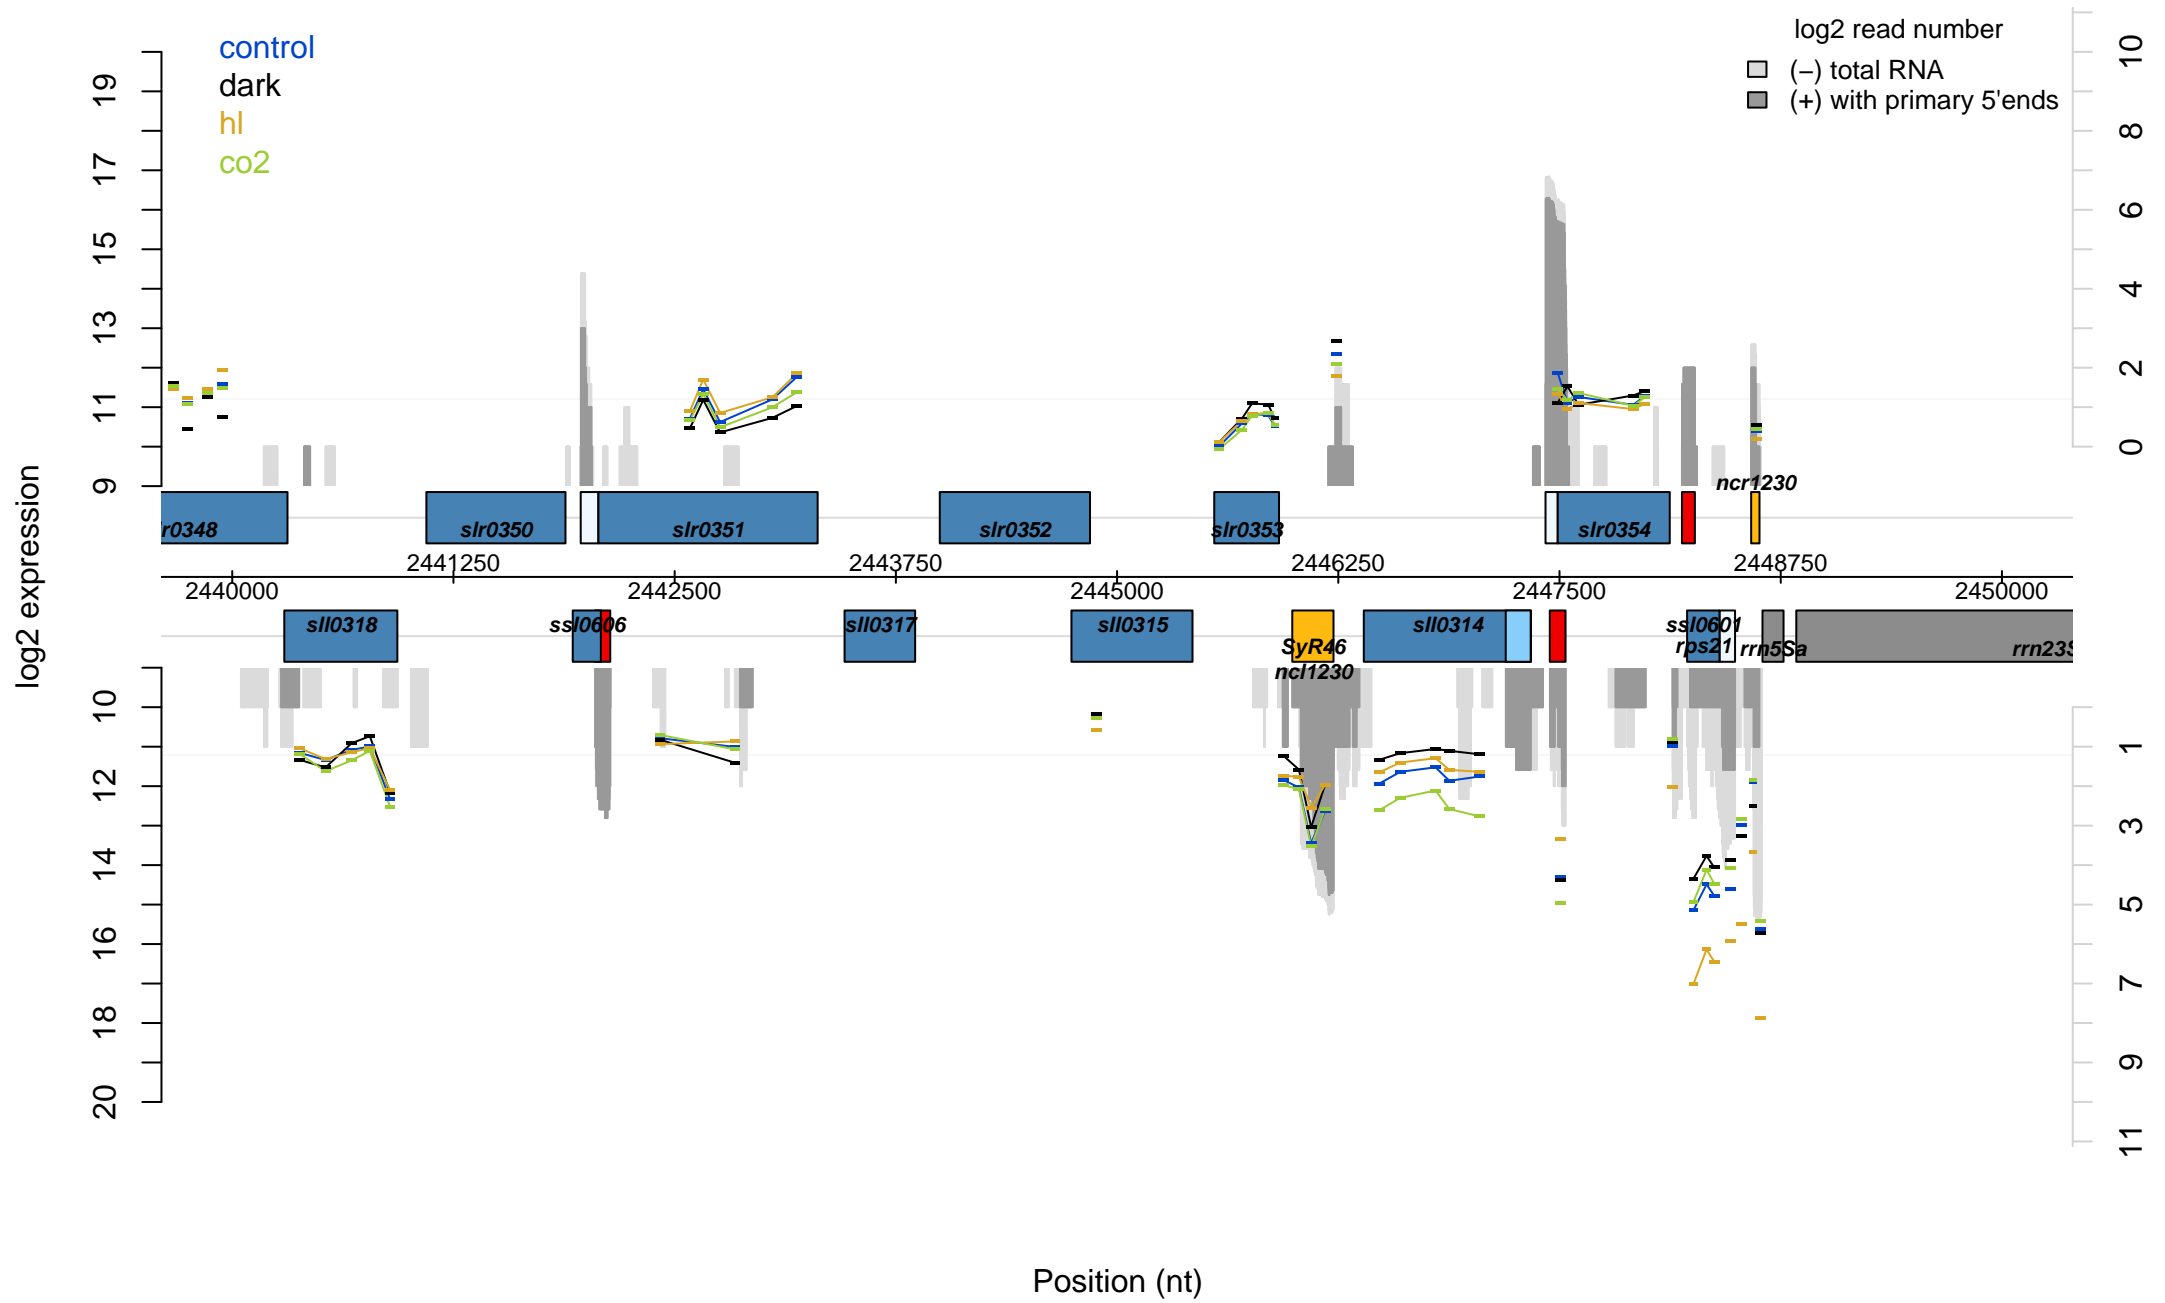 control
dark
hl
co2
log2 read number
(−) total RNA
(+) with primary 5'ends
19
17
15
13
11
9
10
8
6
4
2
0
log2 expression
ncr1230
lr0348
slr0350
slr0351
slr0352
slr0353
slr0354
2441250
2443750
2446250
2448750
2440000
2442500
2445000
2447500
2450000
sll0318
ssl0606
sll0317
sll0315
SyR46
ncl1230
sll0314
ssl0601
rps21
rrn5Sa
rrn23S
10
12
14
16
18
20
1
3
5
7
9
11
Position (nt)